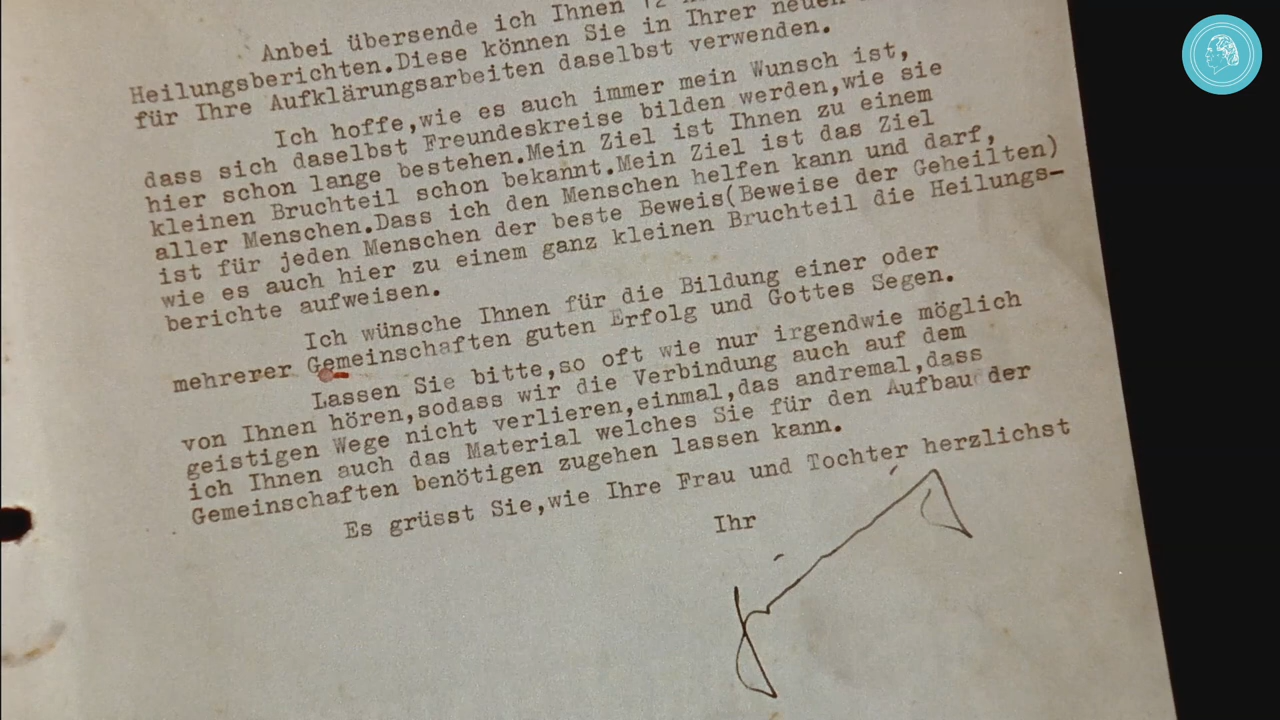 Anbei übersende ich Ihnen 12
Heilungsberichten.Diese können Sie in Ihrer neuen
für Ihre Aufklärungsarbeiten daselbst verwenden.
Ich hoffe,wie es auch immer mein Wunsch ist,
dass sich daselbst Freundeskreise bilden werden,wie sie
hier schon lange bestehen.Mein Ziel ist Ihnen zu einem
kleinen Bruchteil schon bekannt.Mein Ziel ist das Ziel
aller Menschen.Dass ich den Menschen helfen kann und darf,
ist für jeden Menschen der beste Beweis(Beweise der Geheilten)
wie es auch hier zu einem ganz kleinen Bruchteil die Heilungs-
berichte aufweisen.
Ich wünsche Ihnen für die Bildung einer oder
mehrerer Gemeinschaften guten Erfolg und Gottes Segen.
Lassen Sie bitte,so oft wie nur irgendwie möglich
von Ihnen hören,sodass wir die Verbindung auch auf dem
geistigen Wege nicht verlieren,einmal,das andremal,dass
ich Ihnen auch das Material welches Sie für den Aufbau der
Gemeinschaften benötigen zugehen lassen kann.
Es grüsst Sie,wie Ihre Frau und Tochter herzlichst
Ihr